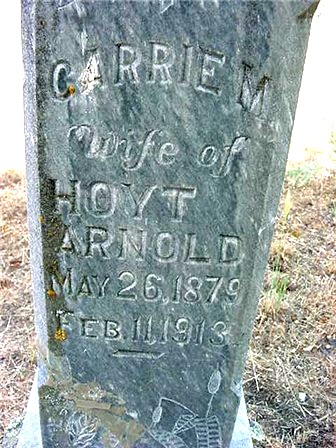 CARRIE M
Wife of
HOYT
ARNOLD
MAY 26, 1879
FEB. 11, 1913